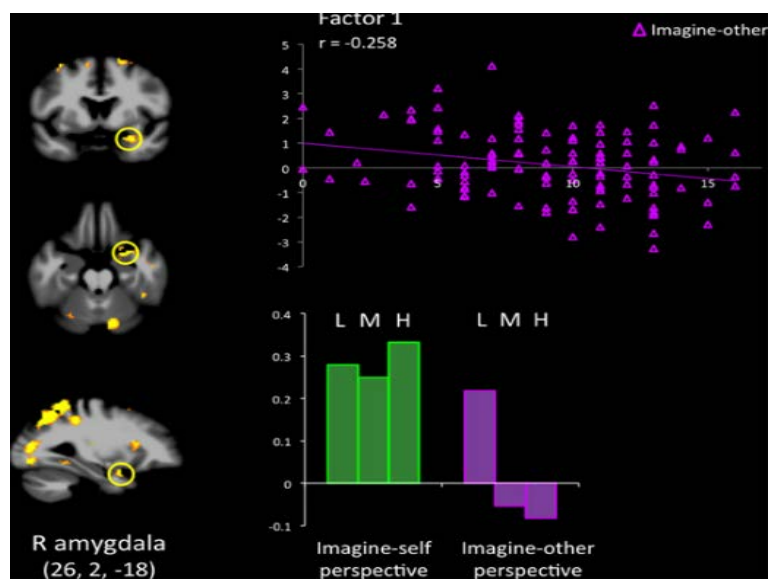 Factor 1
r = -0.258
Imagine-other
5
4
3
2
1
0
-1
-2
-3
-4
0
5
10
15
0.4
0.3
0.2
0.1
0
-0.1
L M H
L M H
Imagine-self
perspective
Imagine-other
perspective
R amygdala
(26, 2, -18)